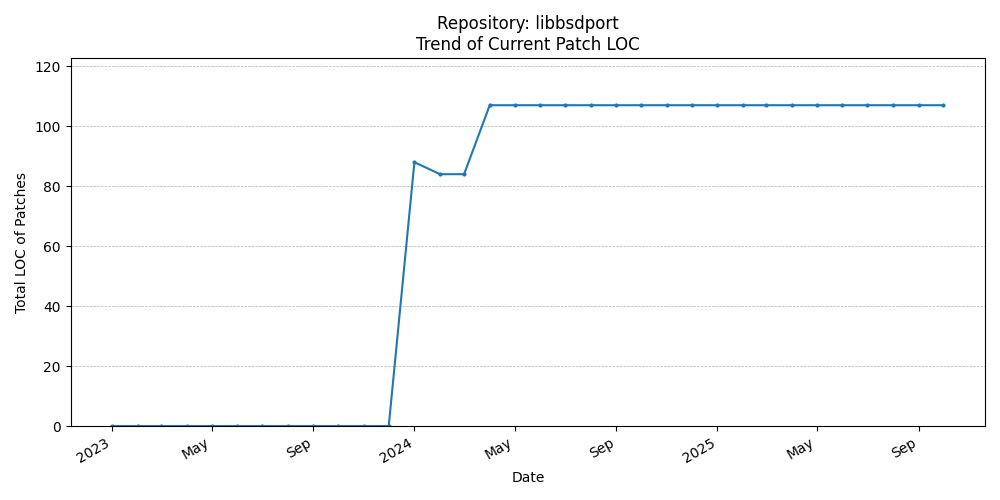 Repository: libbsdport
Trend of Current Patch LOC
Total LOC of Patches
120
100
80
60
40
20
0
2023
May
Sep
2024
May
Sep
2025
May
Sep
Date